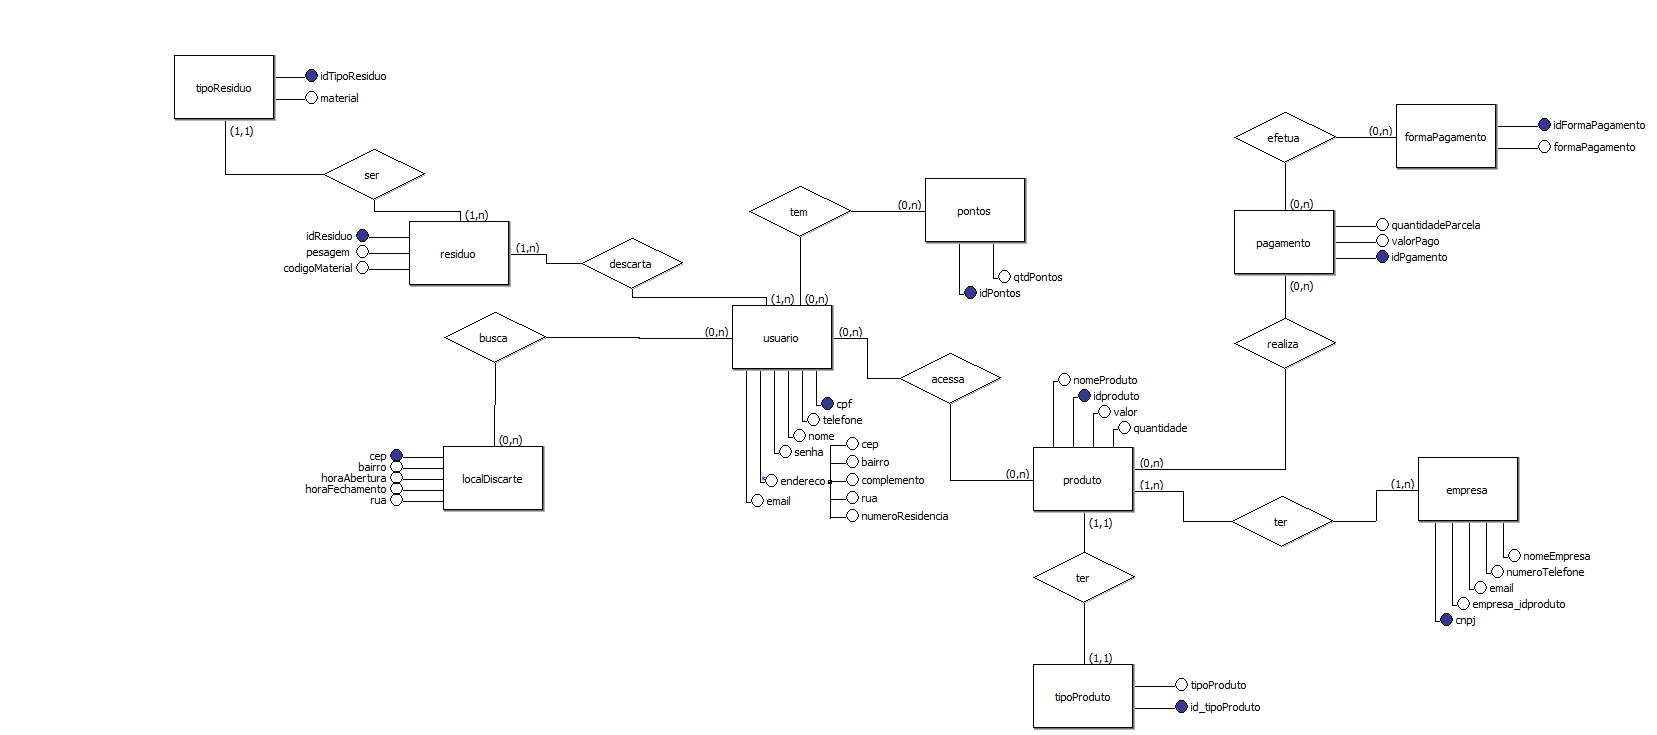 tipoResiduo
idTipoResiduo
material
(1,1)
ser
(1,n)
idResiduo
pesagem
codigoMaterial
residuo
(1,n)
descarta
(1,n)
tem
(0,n)
(0,n)
pontos
qtdPontos
idPontos
busca
(0,n)
(0,n)
usuario
(0,n)
cpf
telefone
nome
senha
endereco
email
cep
bairro
complemento
rua
numeroResidencia
cep
bairro
horaAbertura
horaFechamento
rua
localDiscarte
acessa
(0,n)
nomeProduto
idproduto
valor
quantidade
produto
(0,n)
(1,n)
(1,1)
ter
(1,1)
tipoProduto
tipoProduto
id_tipoProduto
efetua
(0,n)
formaPagamento
idFormaPagamento
formaPagamento
(0,n)
pagamento
quantidadeParcela
valorPago
idPgamento
(0,n)
realiza
ter
(1,n)
empresa
nomeEmpresa
numeroTelefone
email
empresa_idproduto
cnpj